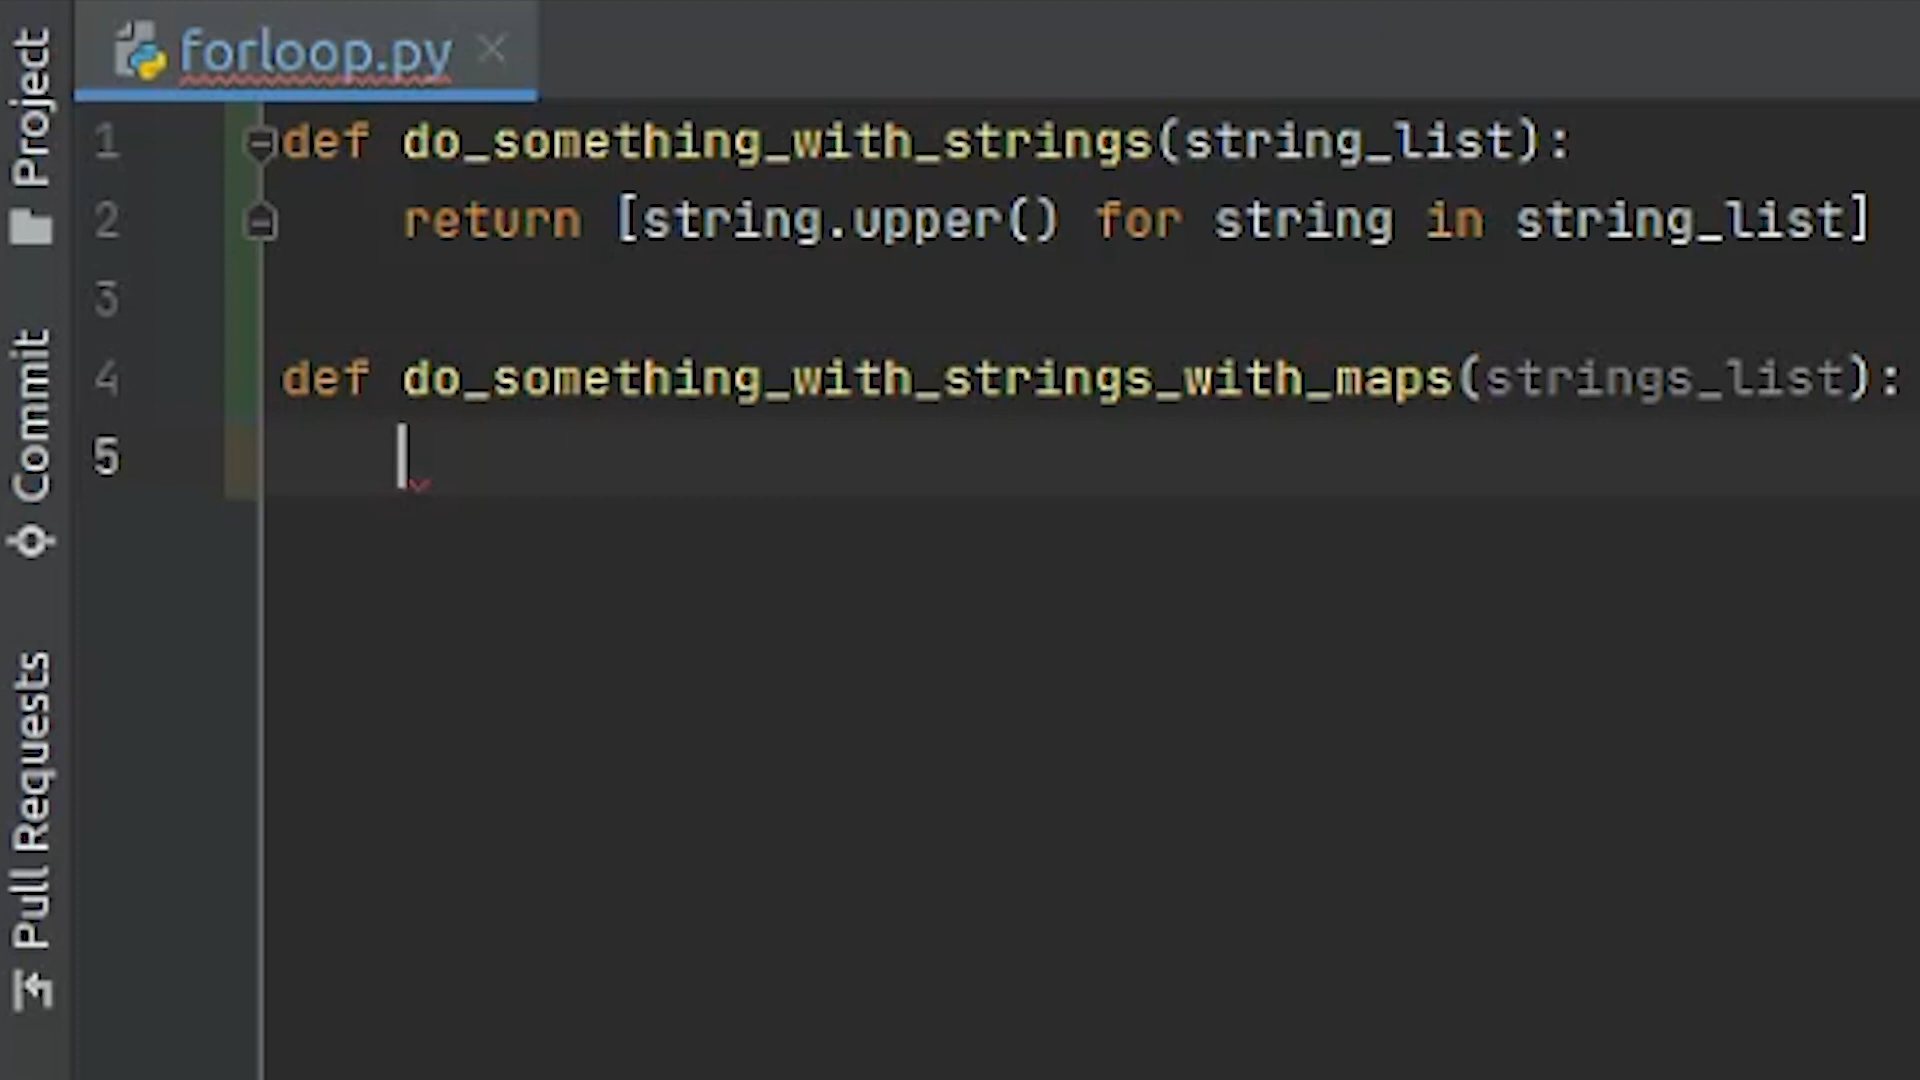 forloop.py
Project
Commit
Pull Requests
1 def do_something_with_strings(string_list):
2     return [string.upper() for string in string_list]
3
4 def do_something_with_strings_with_maps(strings_list):
5